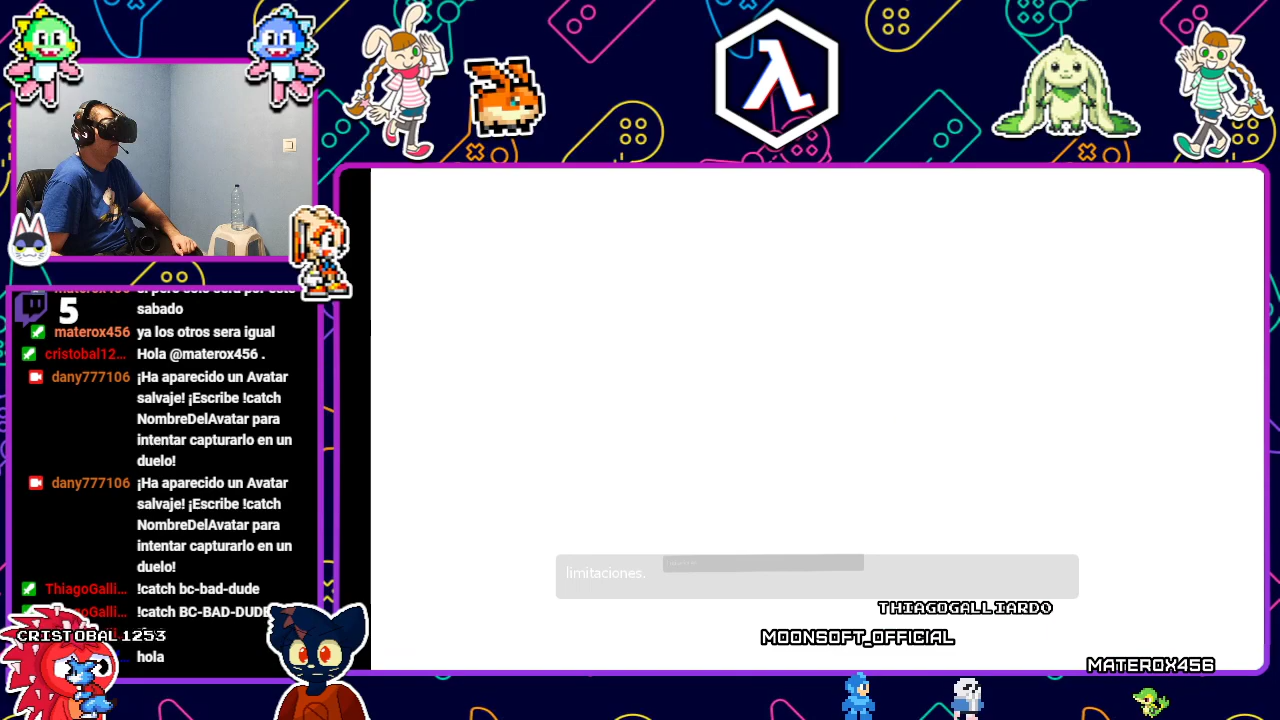 5
sabado
materox456 ya los otros sera igual
cristobal12... Hola @materox456 .
dany777106 ¡Ha aparecido un Avatar
salvaje! ¡Escribe !catch
NombreDelAvatar para
intentar capturarlo en un
duelo!
dany777106 ¡Ha aparecido un Avatar
salvaje! ¡Escribe !catch
NombreDelAvatar para
intentar capturarlo en un
duelo!
ThiagoGalli... !catch bc-bad-dude
!catch BC-BAD-DUDE
hola
CRISTOBAL1253
limitaciones.
THIAGOGALLIARDO
MOONSOFT_OFFICIAL
MATEROX456